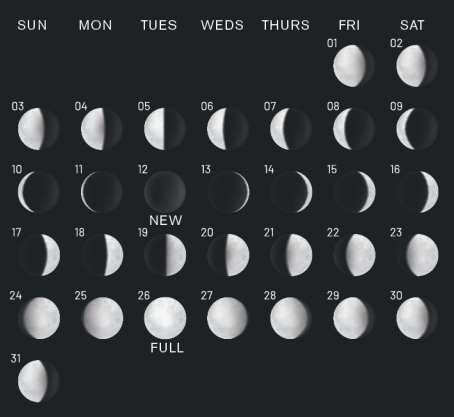 SUN MON TUES WEDS THURS FRI SAT
01 02
03 04 05 06 07 08 09
10 11 12 13 14 15 16
NEW
17 18 19 20 21 22 23
24 25 26 27 28 29 30
FULL
31